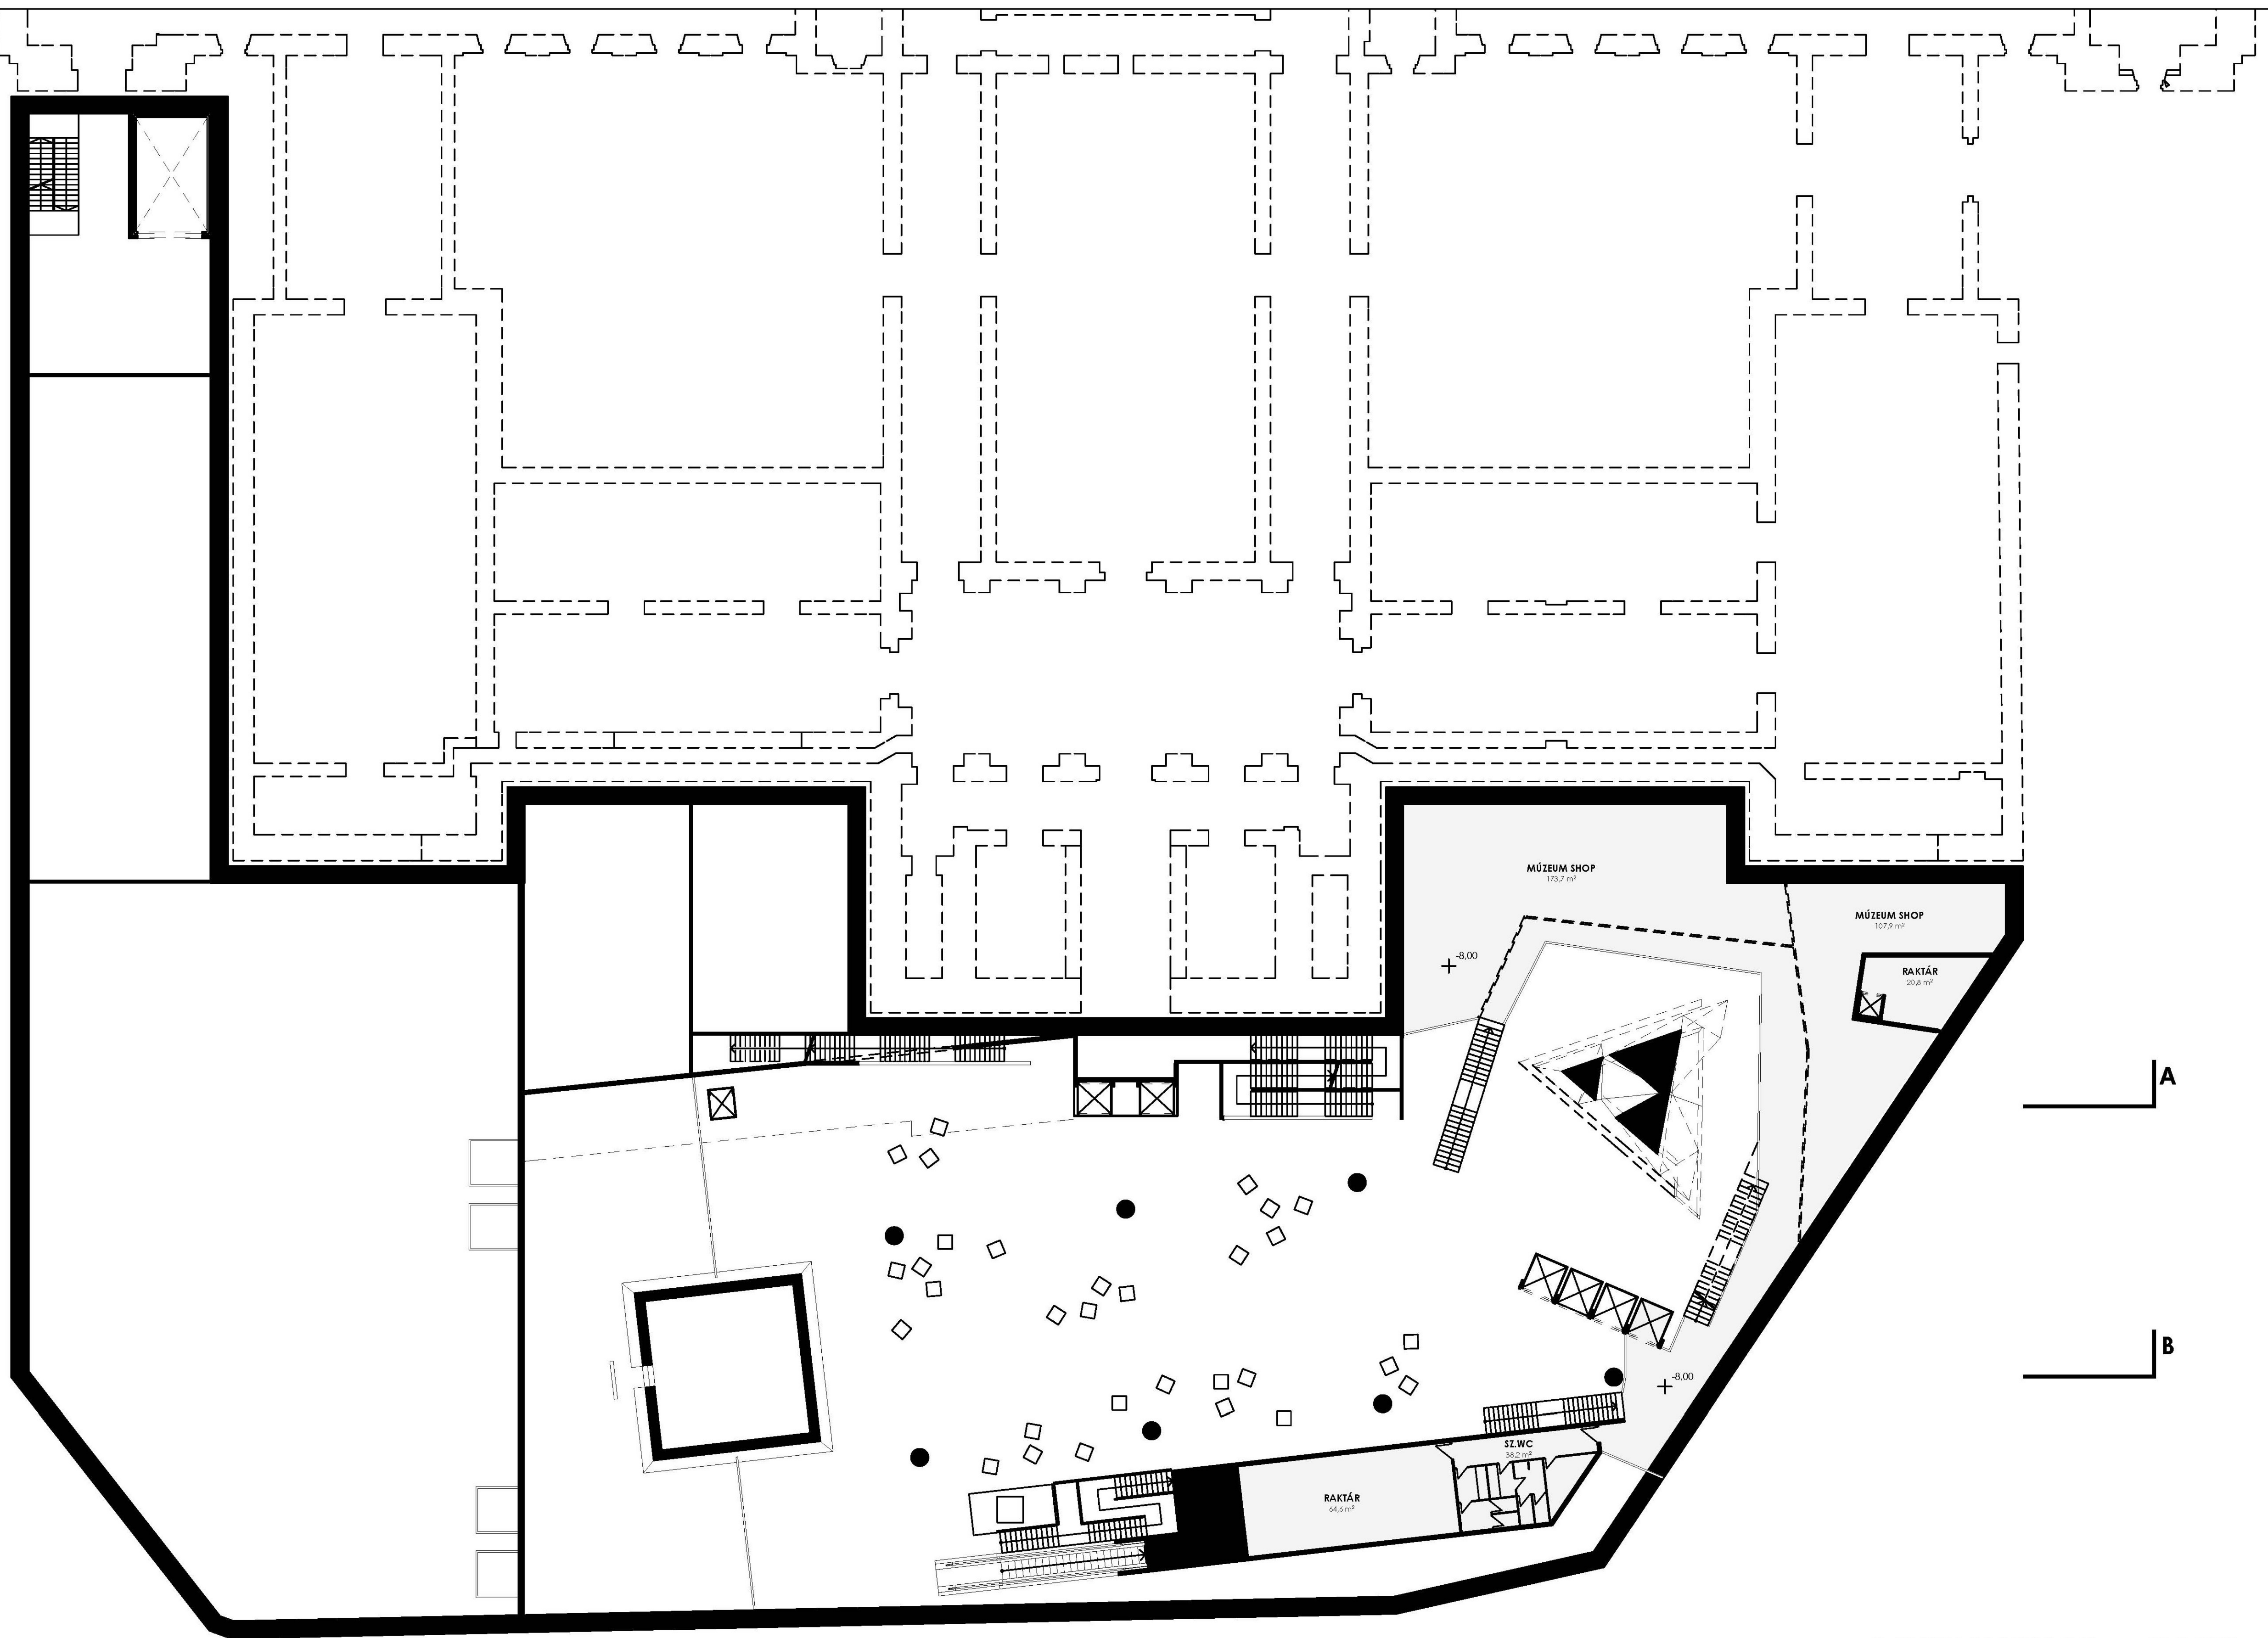 MÚZEUM SHOP
173,7 m²
MÚZEUM SHOP
107,9 m²
-8,00
RAKTÁR
20,8 m²
A
B
-8,00
SZ.WC
38,2 m²
RAKTÁR
64,6 m²